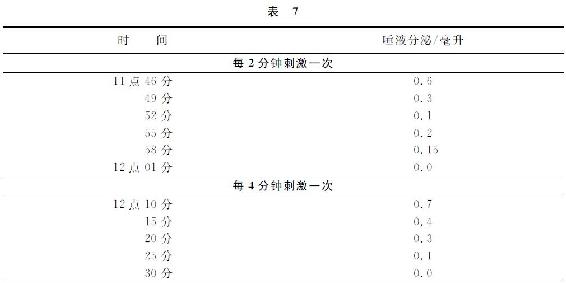 表 7
时 间 唾液分泌/毫升
每2分钟刺激一次
11点46分 0.6
49分 0.3
52分 0.1
55分 0.2
58分 0.15
12点01分 0.0
每4分钟刺激一次
12点10分 0.7
15分 0.4
20分 0.3
25分 0.1
30分 0.0